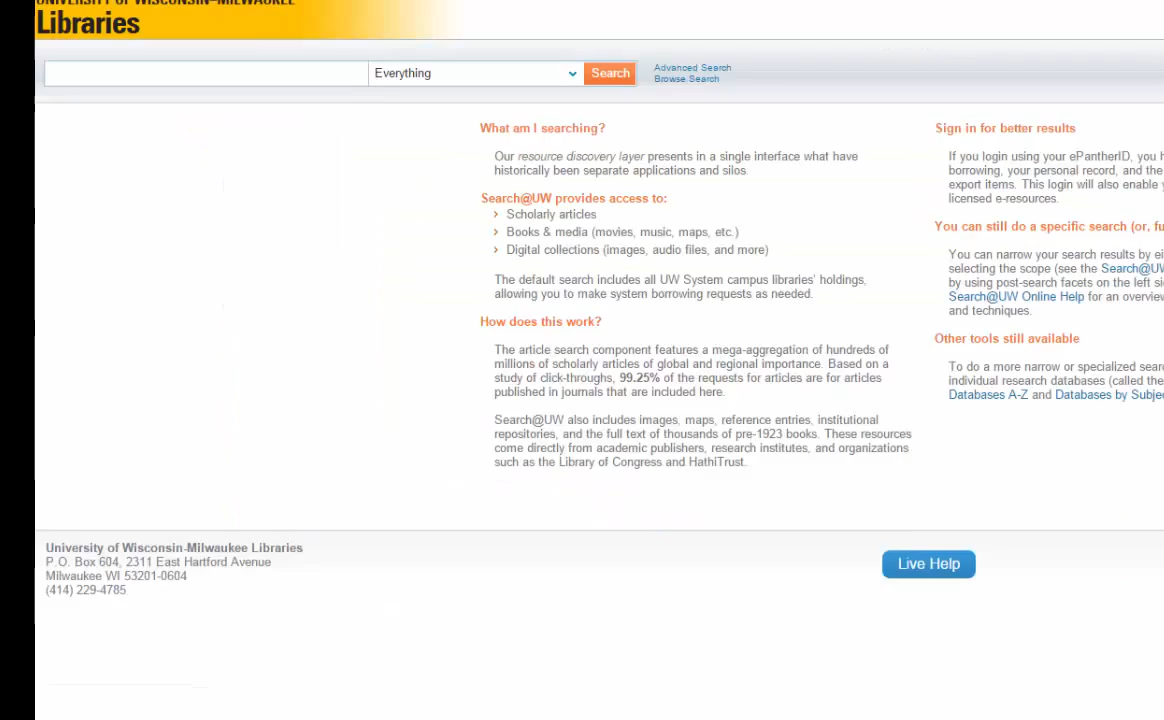 UNIVERSITY OF WISCONSIN–MILWAUKEE
Libraries
Everything
Search
Advanced Search
Browse Search
What am I searching?
Our resource discovery layer presents in a single interface what have
historically been separate applications and silos.
Search@UW provides access to:
Scholarly articles
Books & media (movies, music, maps, etc.)
Digital collections (images, audio files, and more)
The default search includes all UW System campus libraries' holdings,
allowing you to make system borrowing requests as needed.
How does this work?
The article search component features a mega-aggregation of hundreds of
millions of scholarly articles of global and regional importance. Based on a
study of click-throughs, 99.25% of the requests for articles are for articles
published in journals that are included here.
Search@UW also includes images, maps, reference entries, institutional
repositories, and the full text of thousands of pre-1923 books. These resources
come directly from academic publishers, research institutes, and organizations
such as the Library of Congress and HathiTrust.
Sign in for better results
If you login using your ePantherID, you
borrowing, your personal record, and the
export items. This login will also enable
licensed e-resources.
You can still do a specific search (or,
You can narrow your search results by
selecting the scope (see the Search@UW
by using post-search facets on the left
Search@UW Online Help for an overview
and techniques.
Other tools still available
To do a more narrow or specialized
individual research databases (called the
Databases A-Z and Databases by
University of Wisconsin-Milwaukee Libraries
P.O. Box 604, 2311 East Hartford Avenue
Milwaukee WI 53201-0604
(414) 229-4785
Live Help